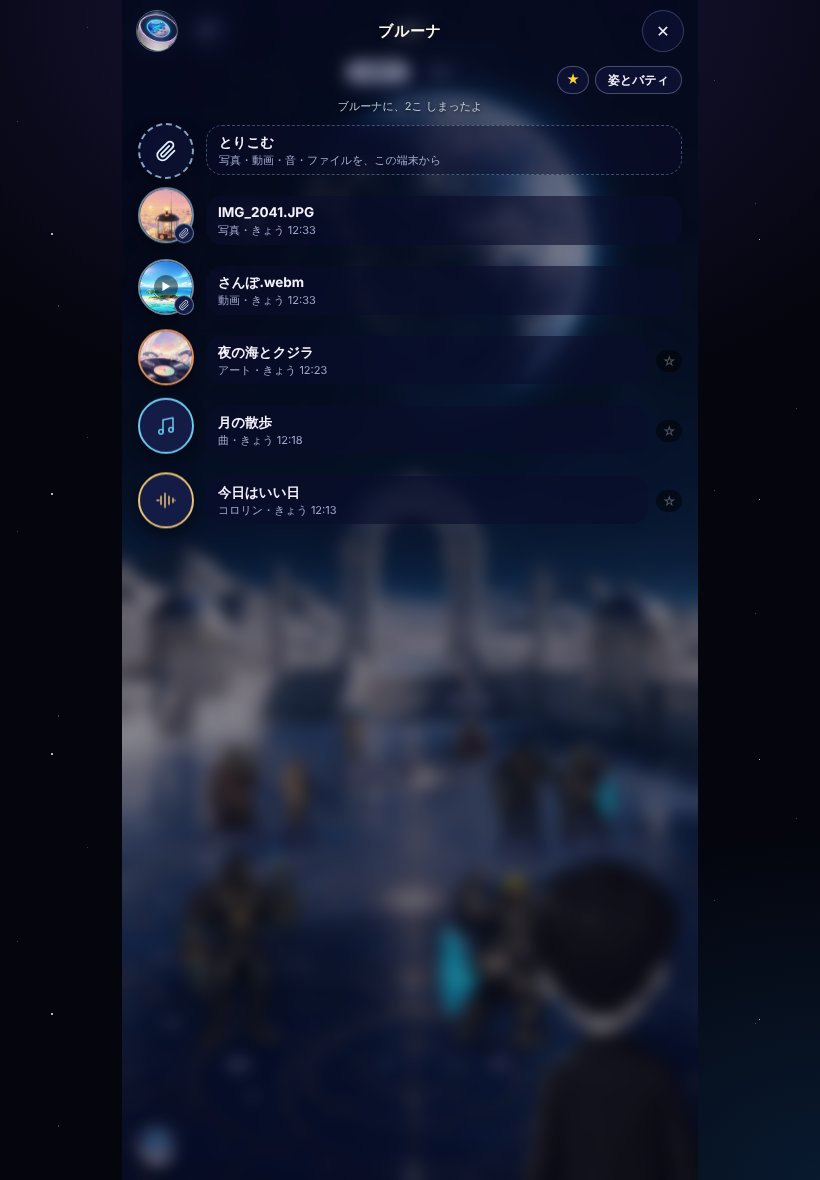 ブルーナ
姿とバティ
ブルーナに、2こ しまったよ
とりこむ
写真・動画・音・ファイルを、この端末から
IMG_2041.JPG
写真・きょう 12:33
さんぽ.webm
動画・きょう 12:33
夜の海とクジラ
アート・きょう 12:23
月の散歩
曲・きょう 12:18
今日はいい日
コロリン・きょう 12:13